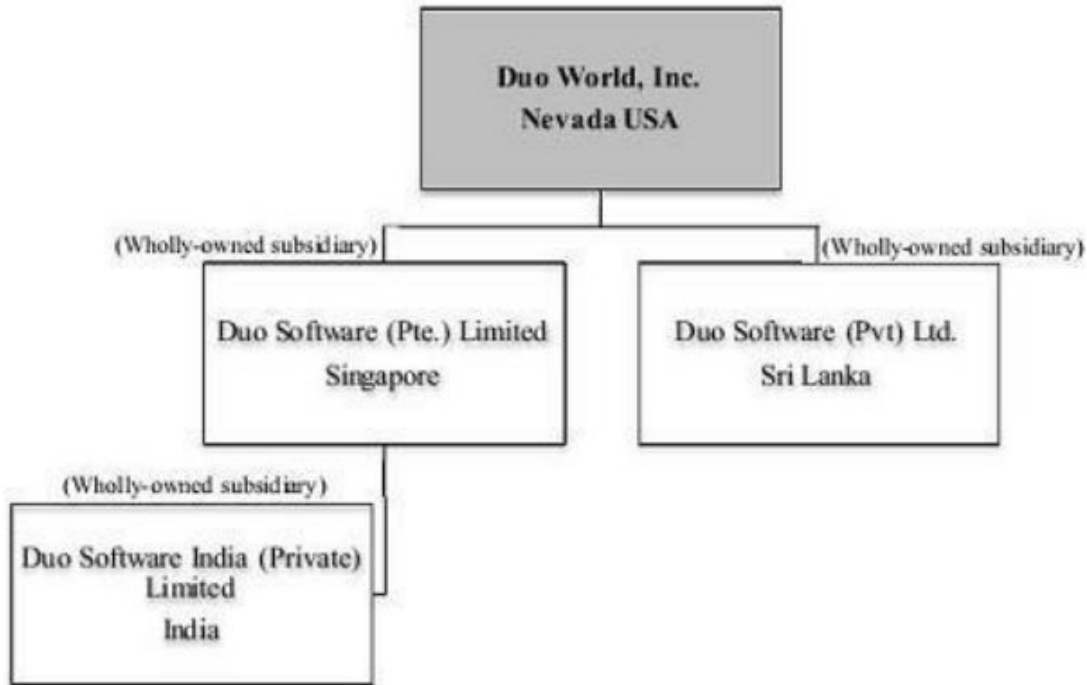 Duo World, Inc.
Nevada USA
(Wholly-owned subsidiary)
(Wholly-owned subsidiary)
Duo Software (Pte.) Limited
Singapore
Duo Software (Pvt) Ltd.
Sri Lanka
(Wholly-owned subsidiary)
Duo Software India (Private)
Limited
India